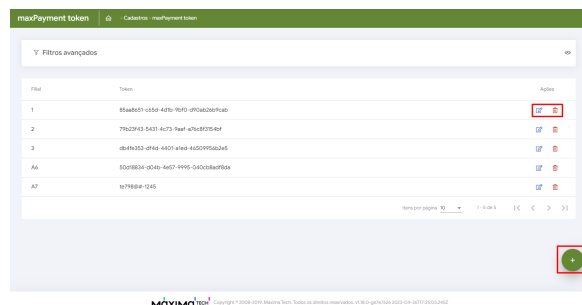 maxPayment token - Cadastros - maxPayment token
Filtros avançados
Filial Token Ações
1 85aa8651-c65d-4d1b-9bf0-d90ab26b9cab
2 79b23f43-5431-4c73-9aaf-a7bc8f3154bf
3 db4fe353-df4d-4401-a1ed-46509956b2e5
A6 50d18834-d04b-4e57-9995-040cb8adf8da
A7 te798@#-1245
Itens por página 10 1 - 5 de 5
+
MÁXIMA TECH Copyright © 2008-2019. Máxima Tech. Todos os direitos reservados.